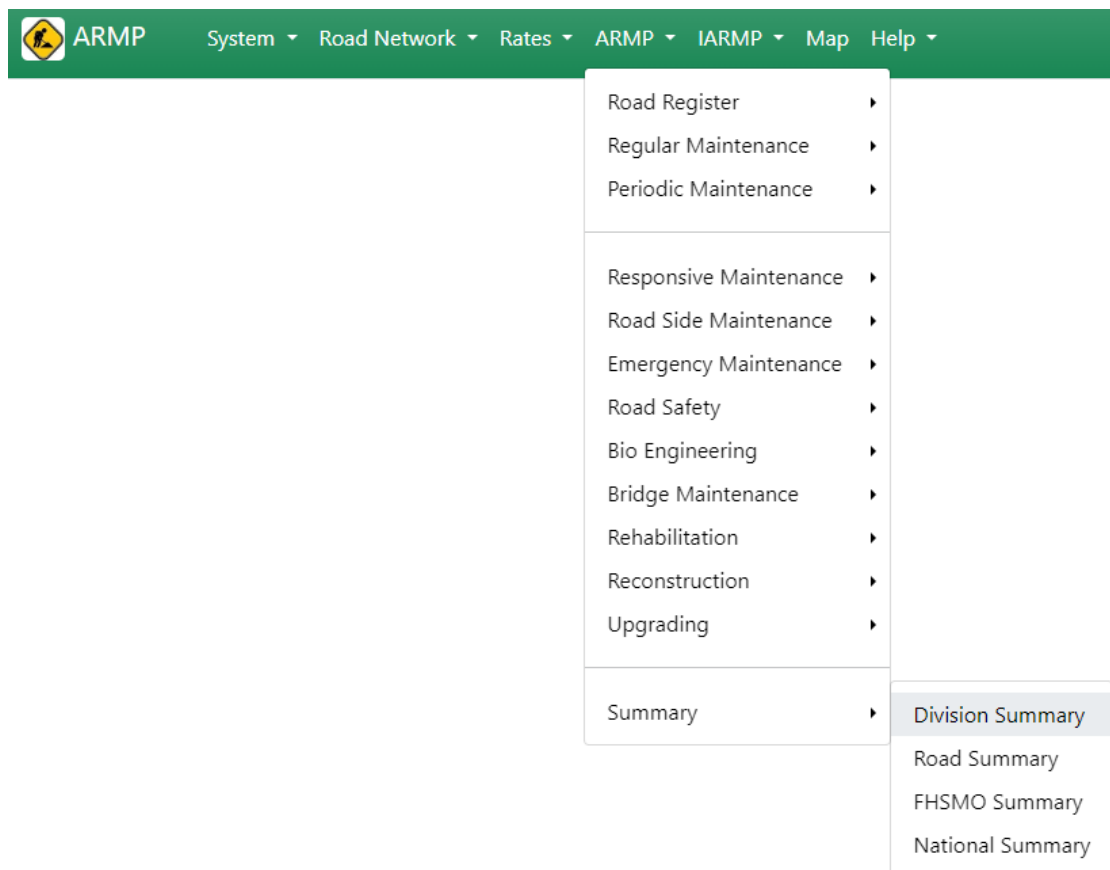 ARMP System Road Network Rates ARMP IARMP Map Help
Road Register
Regular Maintenance
Periodic Maintenance
Responsive Maintenance
Road Side Maintenance
Emergency Maintenance
Road Safety
Bio Engineering
Bridge Maintenance
Rehabilitation
Reconstruction
Upgrading
Summary
Division Summary
Road Summary
FHSMO Summary
National Summary